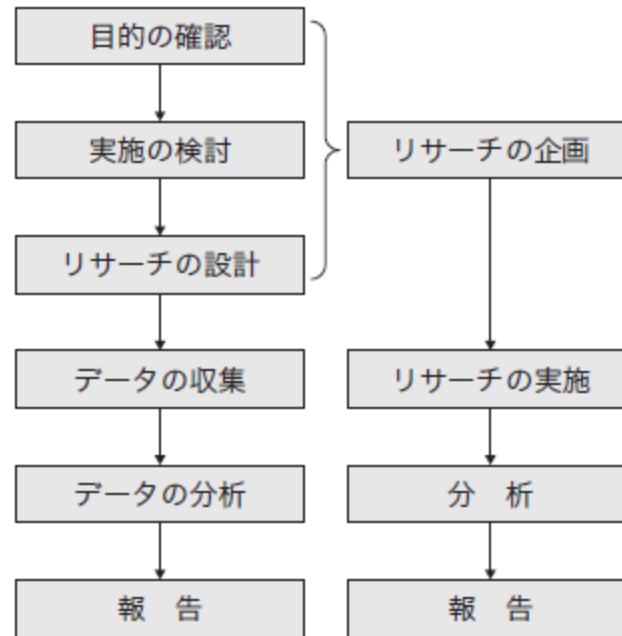 目的の確認
実施の検討
リサーチの企画
リサーチの設計
データの収集
リサーチの実施
データの分析
分　析
報　告
報　告